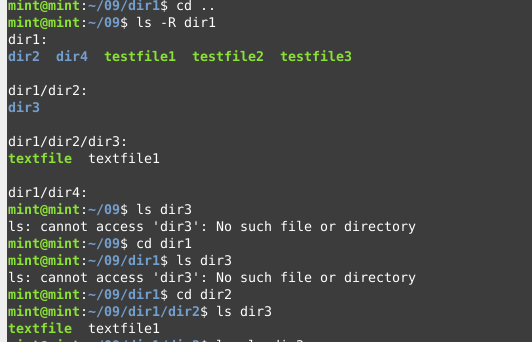 mint@mint:~/09/dir1$ cd ..
mint@mint:~/09$ ls -R dir1
dir1:
dir2  dir4  testfile1  testfile2  testfile3

dir1/dir2:
dir3

dir1/dir2/dir3:
textfile  textfile1

dir1/dir4:
mint@mint:~/09$ ls dir3
ls: cannot access 'dir3': No such file or directory
mint@mint:~/09$ cd dir1
mint@mint:~/09/dir1$ ls dir3
ls: cannot access 'dir3': No such file or directory
mint@mint:~/09/dir1$ cd dir2
mint@mint:~/09/dir1/dir2$ ls dir3
textfile  textfile1